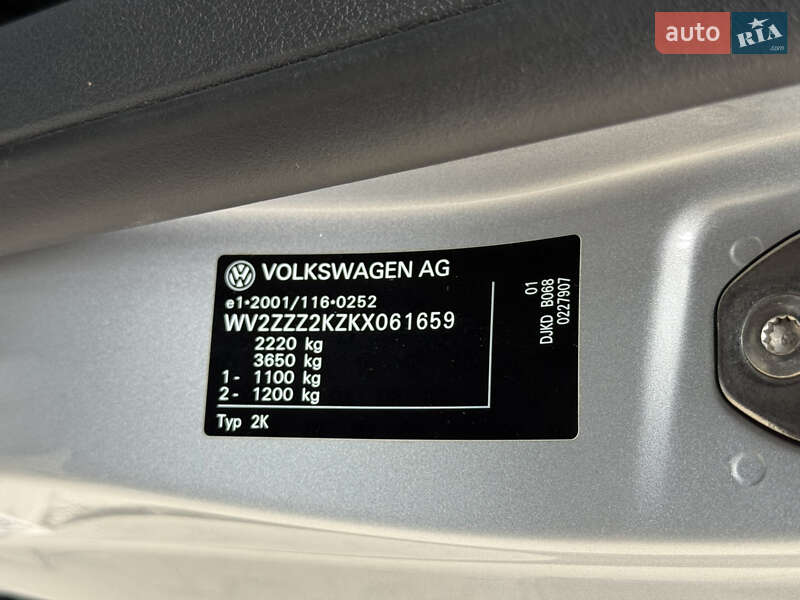 auto RIA .com
VOLKSWAGEN AG
e1•2001/116•0252
WV2ZZZ2KZKX061659
2220 kg
3650 kg
1- 1100 kg
2- 1200 kg
Typ 2K
01
DJKD B068
0227907